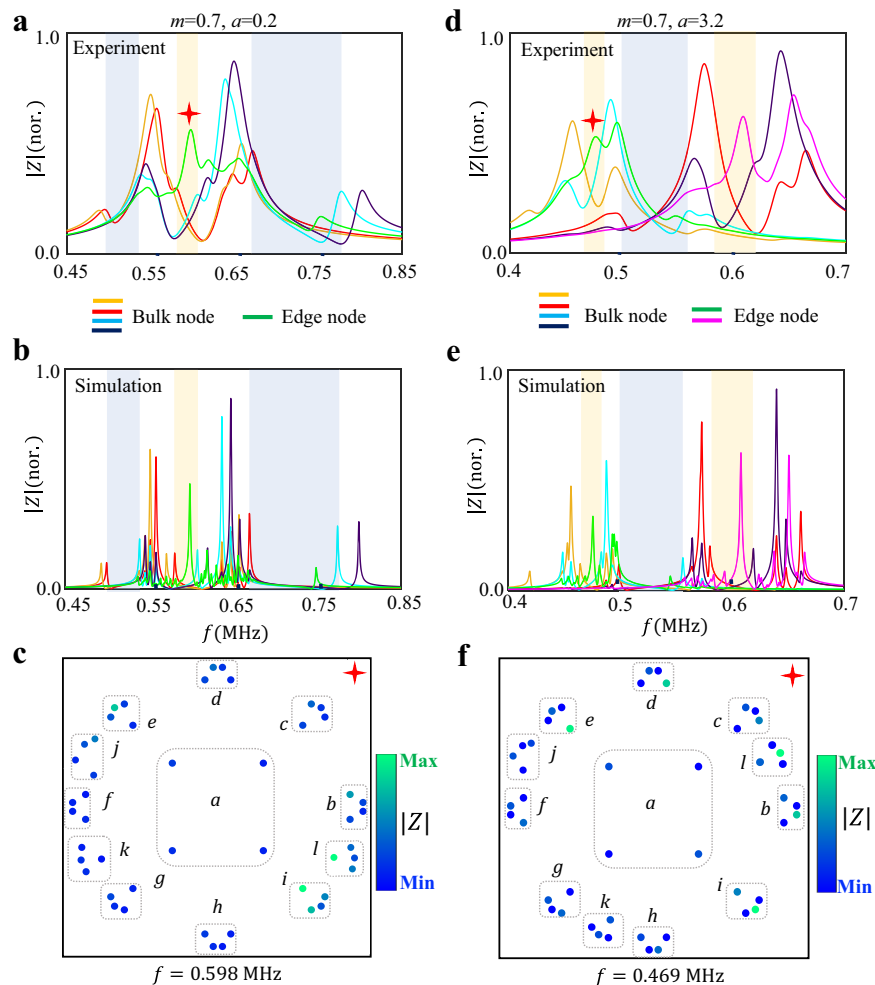 a
m=0.7, a=0.2
Experiment
|Z|(nor.)
1.0
0.0
0.45
0.55
0.65
0.75
0.85
Bulk node
Edge node
b
Simulation
|Z|(nor.)
1.0
0.0
0.45
0.55
0.65
0.75
0.85
f(MHz)
c
d
e
c
j
a
f
b
k
l
g
i
h
Max
|Z|
Min
f = 0.598 MHz
d
m=0.7, a=3.2
Experiment
|Z|(nor.)
1.0
0.0
0.4
0.5
0.6
0.7
Bulk node
Edge node
e
Simulation
|Z|(nor.)
1.0
0.0
0.4
0.5
0.6
0.7
f(MHz)
f
d
e
c
j
l
a
f
b
g
k
h
i
Max
|Z|
Min
f = 0.469 MHz